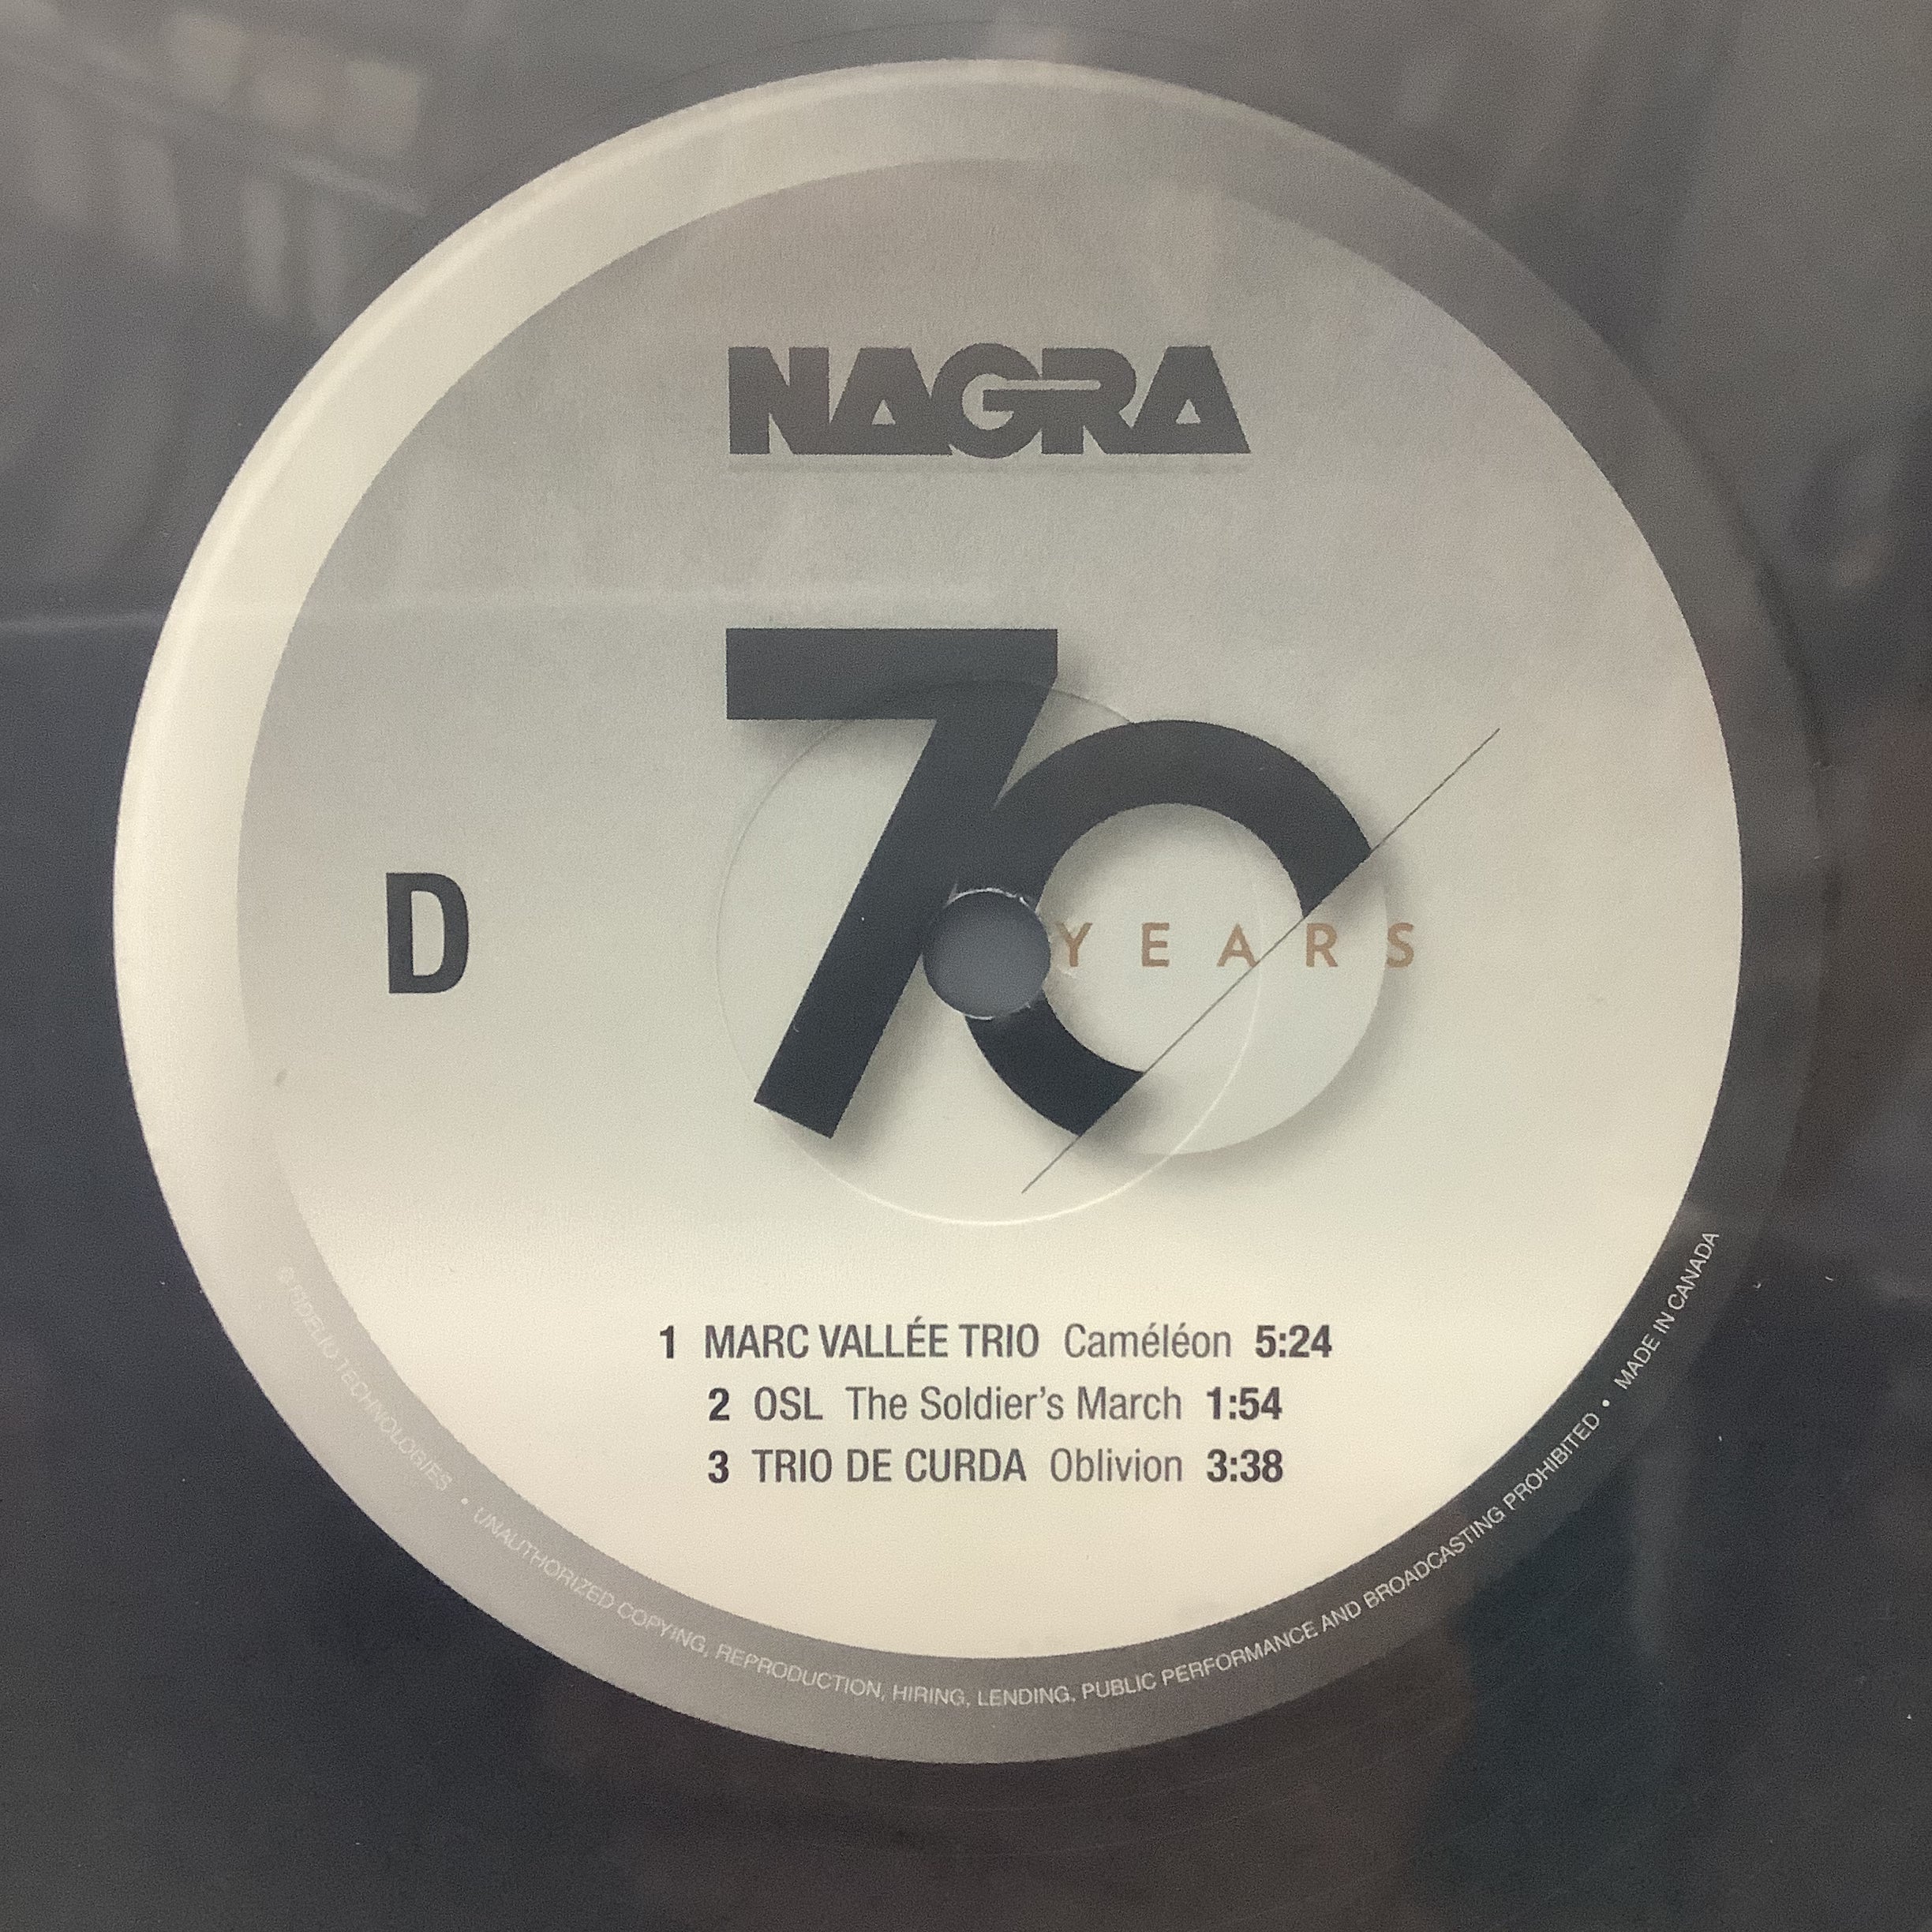 NAGRA
70
YEARS
D
1 MARC VALLÉE TRIO Caméléon 5:24
2 OSL The Soldier's March 1:54
3 TRIO DE CURDA Oblivion 3:38
TECHNOLOGIES • UNAUTHORIZED COPYING, REPRODUCTION, HIRING, LENDING, PUBLIC PERFORMANCE AND BROADCASTING PROHIBITED • MADE IN CANADA